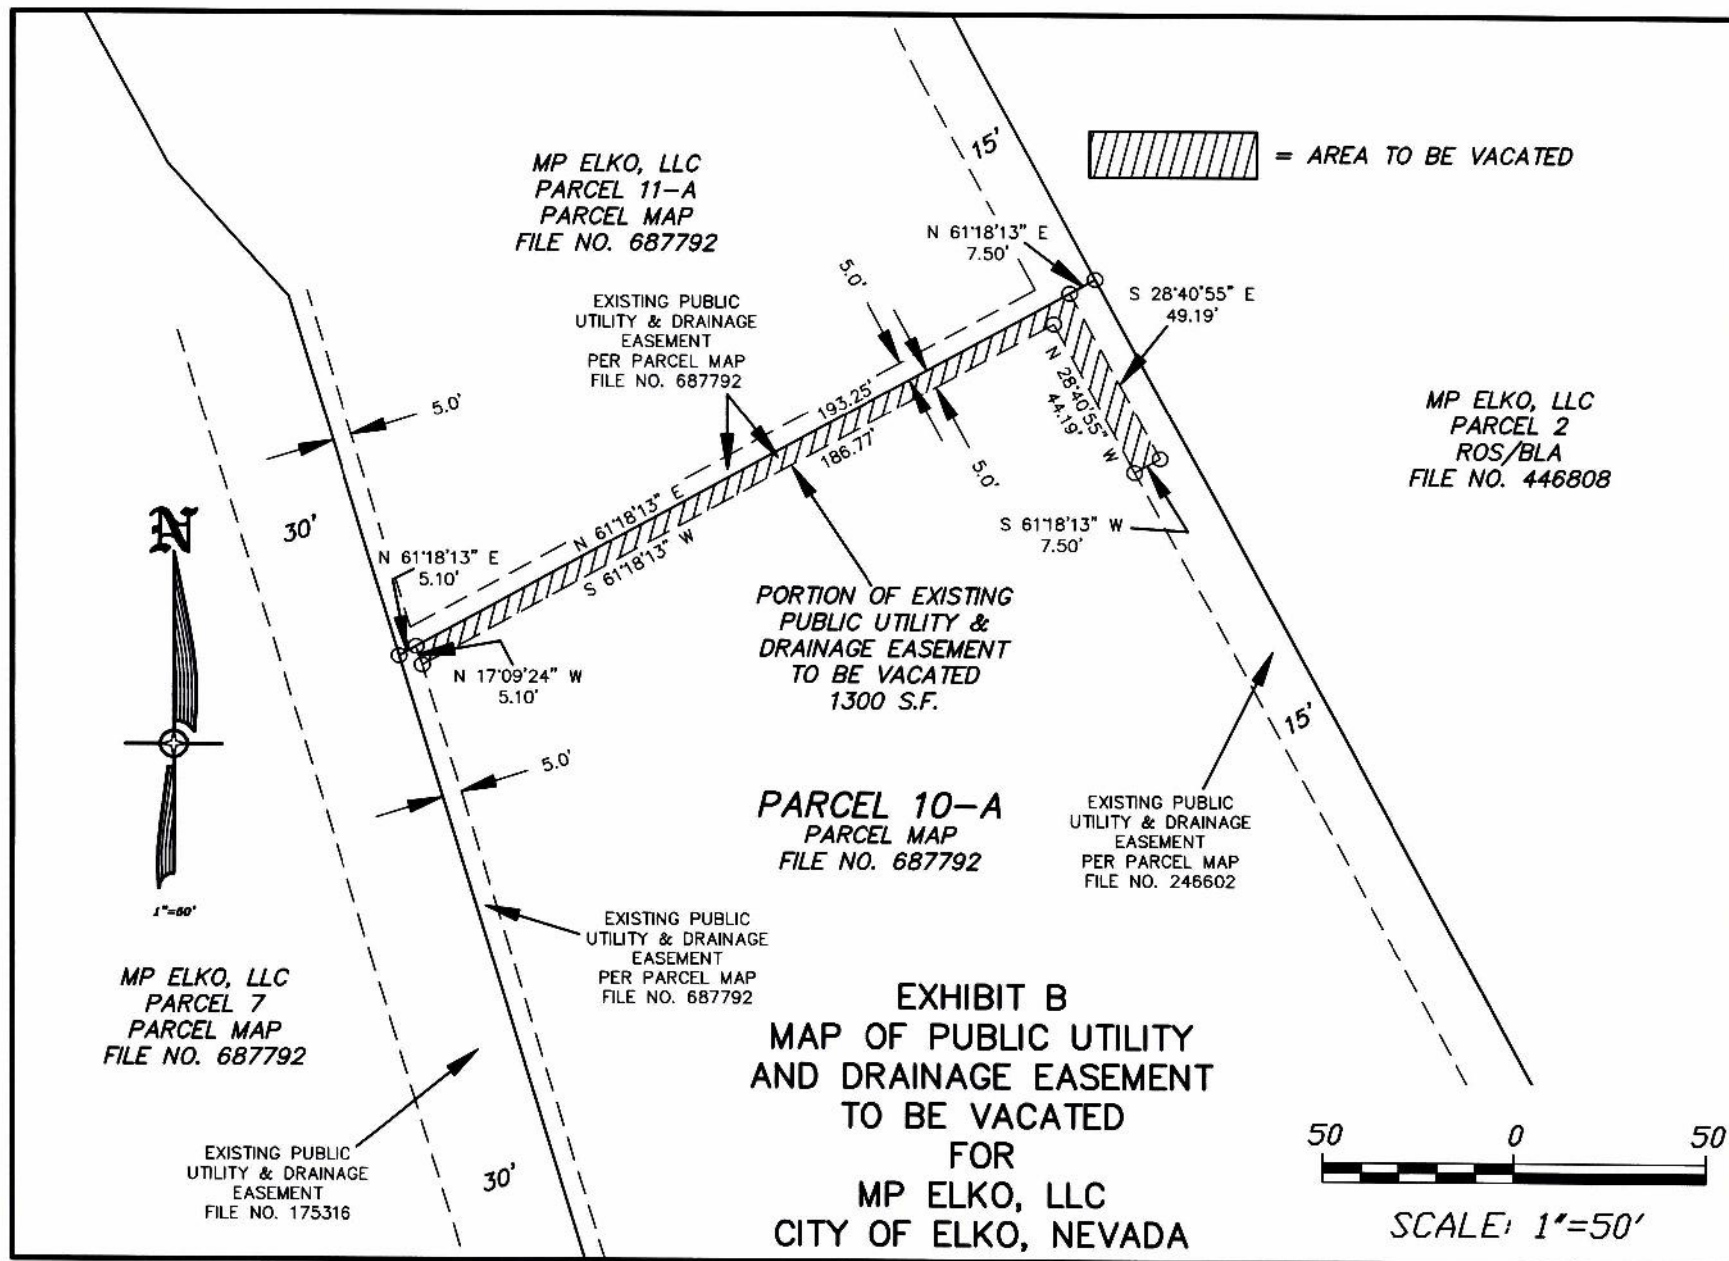 15'
= AREA TO BE VACATED
MP ELKO, LLC
PARCEL 11-A
PARCEL MAP
FILE NO. 687792
N 61°18'13" E
7.50'
5.0'
S 28°40'55" E
49.19'
EXISTING PUBLIC
UTILITY & DRAINAGE
EASEMENT
PER PARCEL MAP
FILE NO. 687792
5.0'
193.25'
186.77'
N 28°40'55" W
44.19'
5.0'
MP ELKO, LLC
PARCEL 2
ROS/BLA
FILE NO. 446808
N
30'
N 61°18'13" E
S 61°18'13" W
S 61°18'13" W
7.50'
N 61°18'13" E
5.10'
N 17°09'24" W
5.10'
PORTION OF EXISTING
PUBLIC UTILITY &
DRAINAGE EASEMENT
TO BE VACATED
1300 S.F.
15'
5.0'
PARCEL 10-A
PARCEL MAP
FILE NO. 687792
EXISTING PUBLIC
UTILITY & DRAINAGE
EASEMENT
PER PARCEL MAP
FILE NO. 246602
1"=60'
EXISTING PUBLIC
UTILITY & DRAINAGE
EASEMENT
PER PARCEL MAP
FILE NO. 687792
MP ELKO, LLC
PARCEL 7
PARCEL MAP
FILE NO. 687792
EXISTING PUBLIC
UTILITY & DRAINAGE
EASEMENT
FILE NO. 175316
30'
EXHIBIT B
MAP OF PUBLIC UTILITY
AND DRAINAGE EASEMENT
TO BE VACATED
FOR
MP ELKO, LLC
CITY OF ELKO, NEVADA
50 0 50
SCALE: 1"=50'